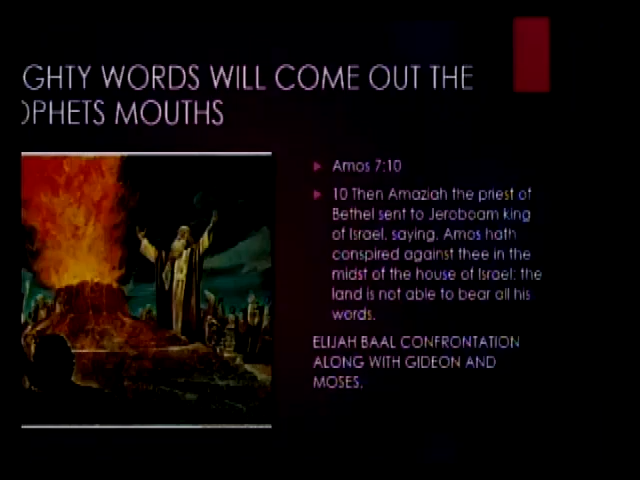 GHTY WORDS WILL COME OUT THE
OPHETS MOUTHS
Amos 7:10
10 Then Amaziah the priest of
Bethel sent to Jeroboam king
of Israel, saying, Amos hath
conspired against thee in the
midst of the house of Israel: the
land is not able to bear all his
words.
ELIJAH BAAL CONFRONTATION
ALONG WITH GIDEON AND
MOSES.